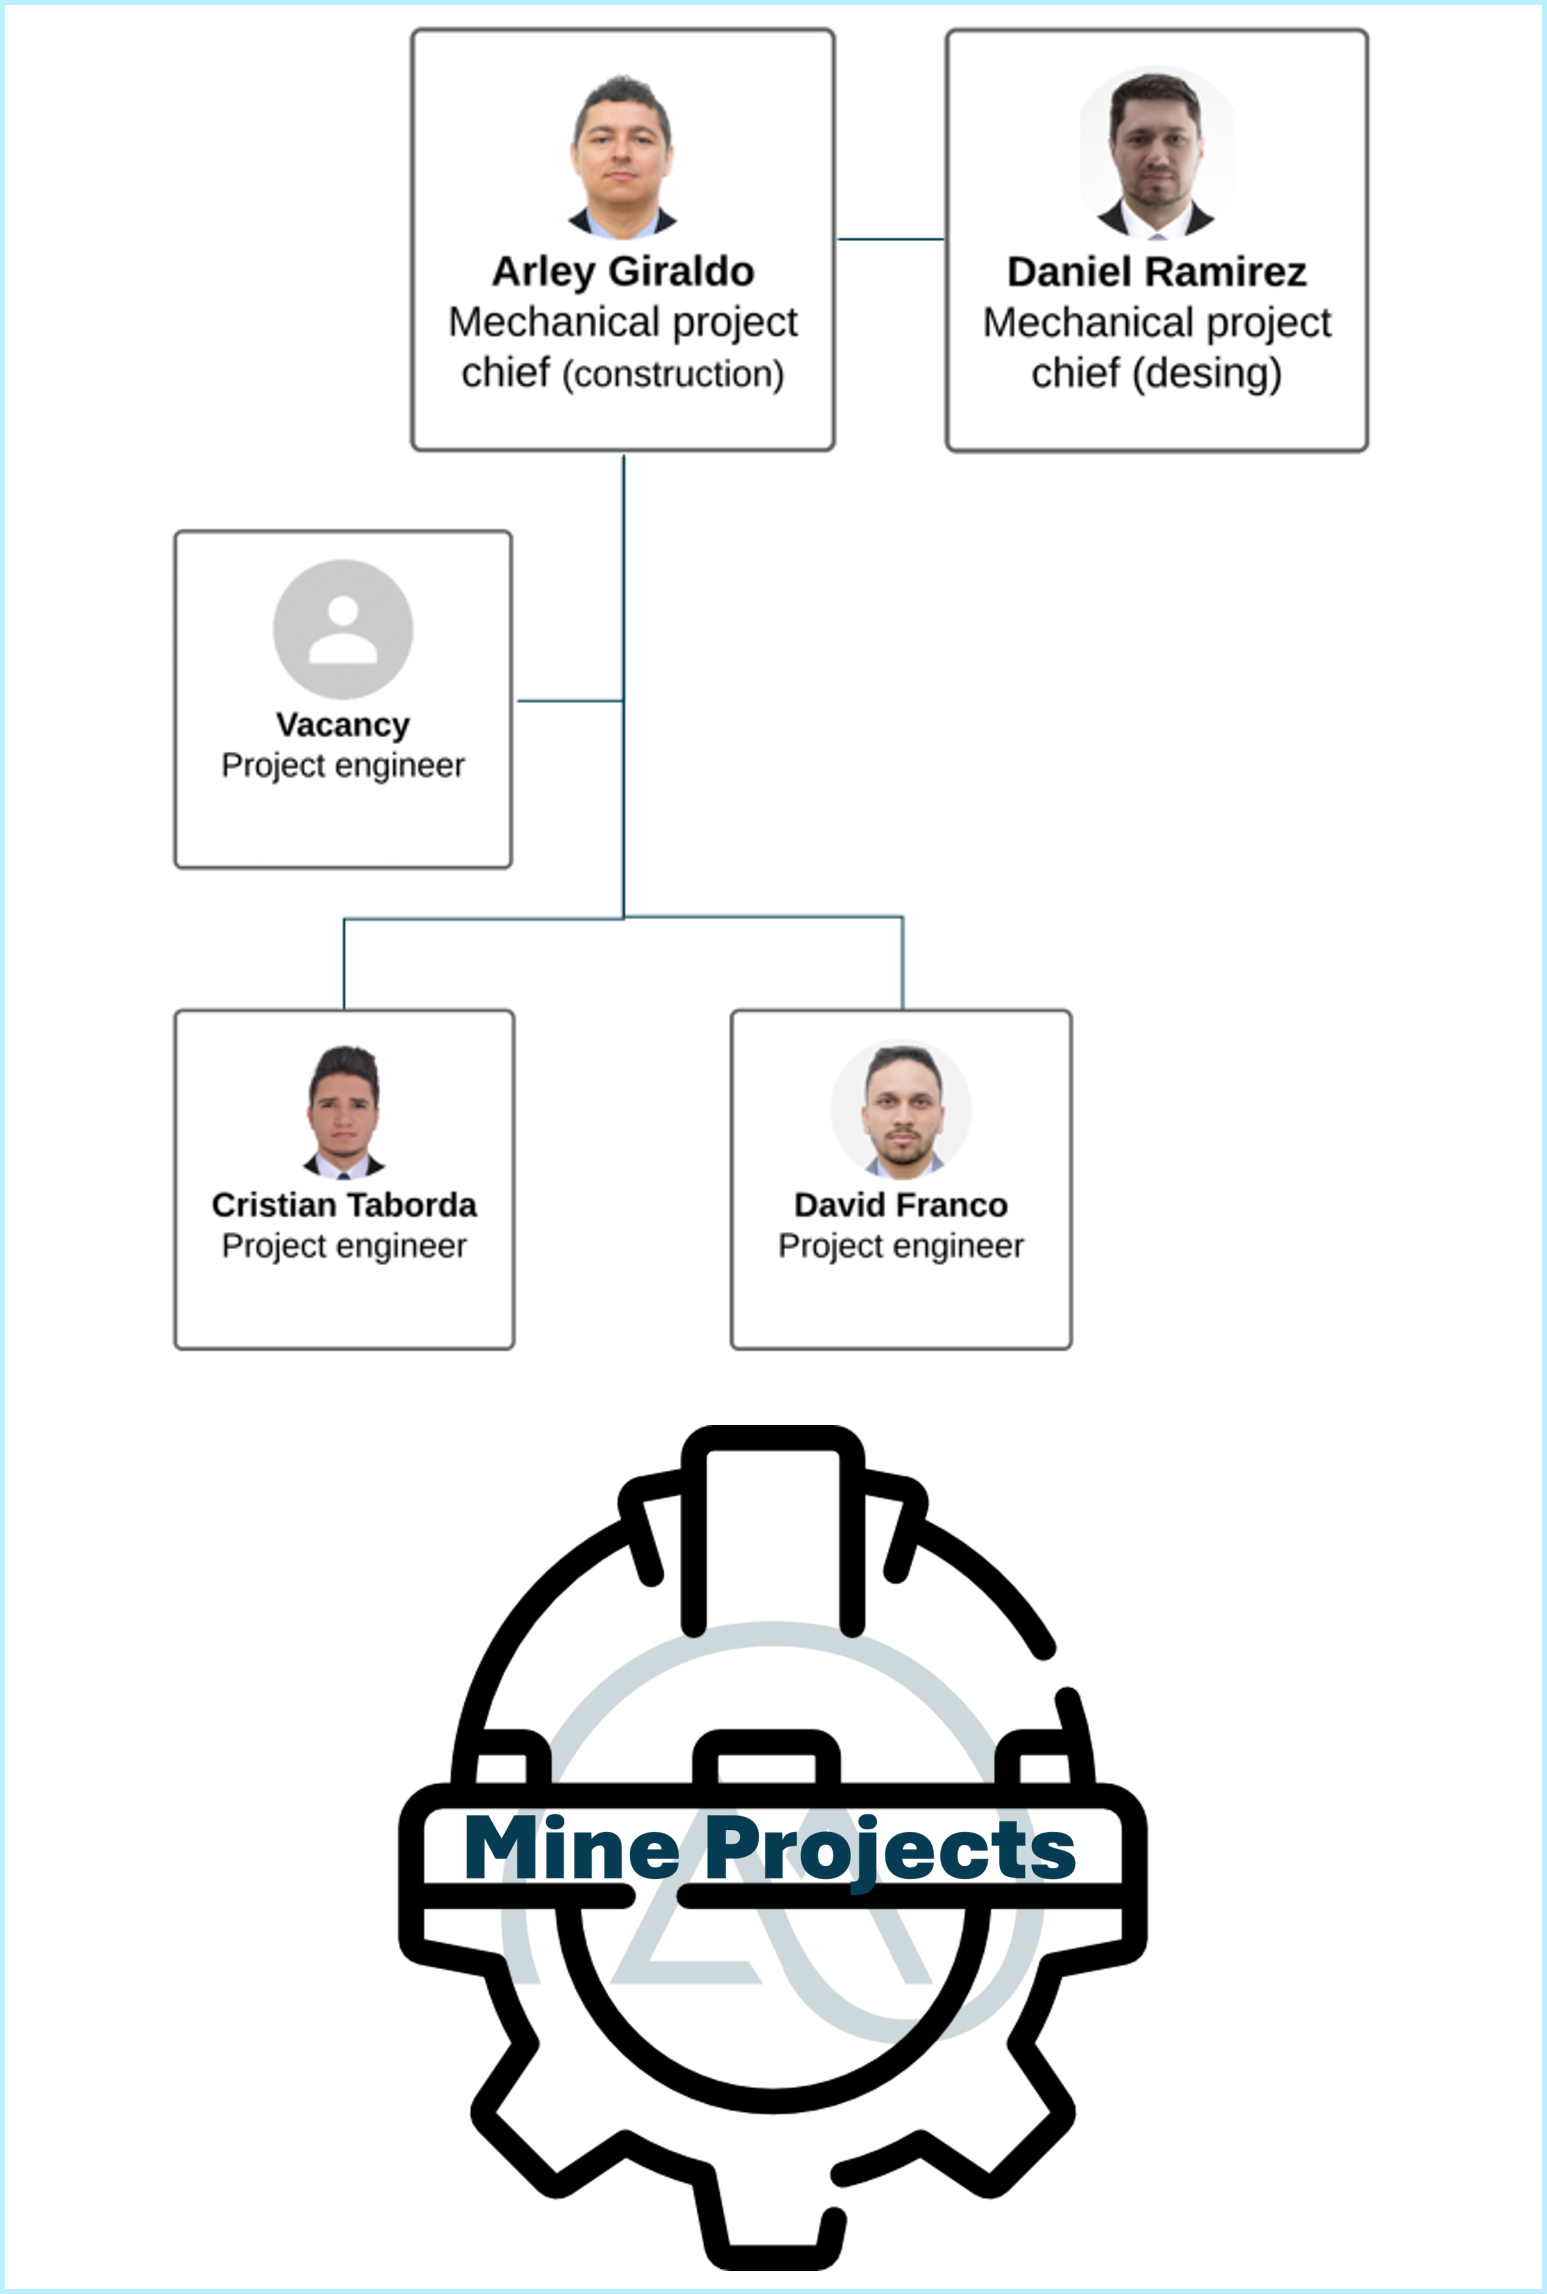 Arley Giraldo
Mechanical project
chief (construction)
Daniel Ramirez
Mechanical project
chief (desing)
Vacancy
Project engineer
Cristian Taborda
Project engineer
David Franco
Project engineer
Mine Projects